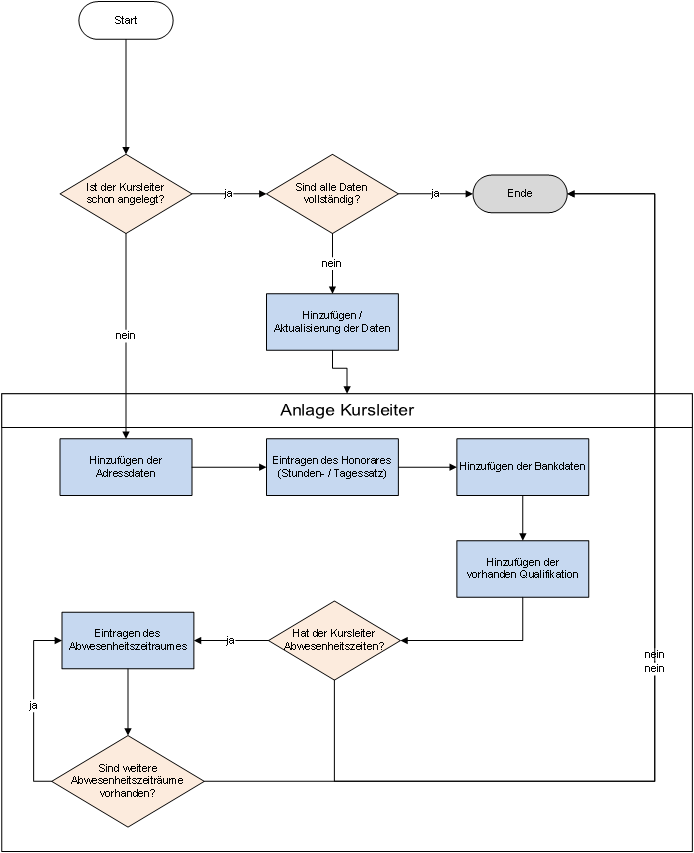 Start
Ist der Kursleiter
schon angelegt?
ja
Sind alle Daten
vollständig?
ja
Ende
nein
Hinzufügen /
Aktualisierung der Daten
nein
Anlage Kursleiter
Hinzufügen der
Adressdaten
Eintragen des Honorares
(Stunden- / Tagessatz)
Hinzufügen der Bankdaten
Hinzufügen der
vorhanden Qualifikation
Hat der Kursleiter
Abwesenheitszeiten?
ja
Eintragen des
Abwesenheitszeitraumes
nein
nein
ja
Sind weitere
Abwesenheitszeiträume
vorhanden?